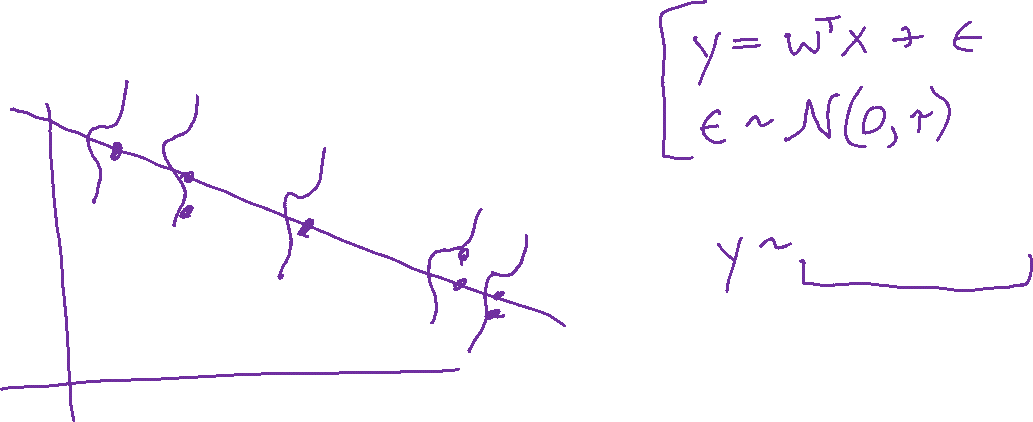 y = wᵀx + ϵ
ϵ ~ N(0, τ)
y ~